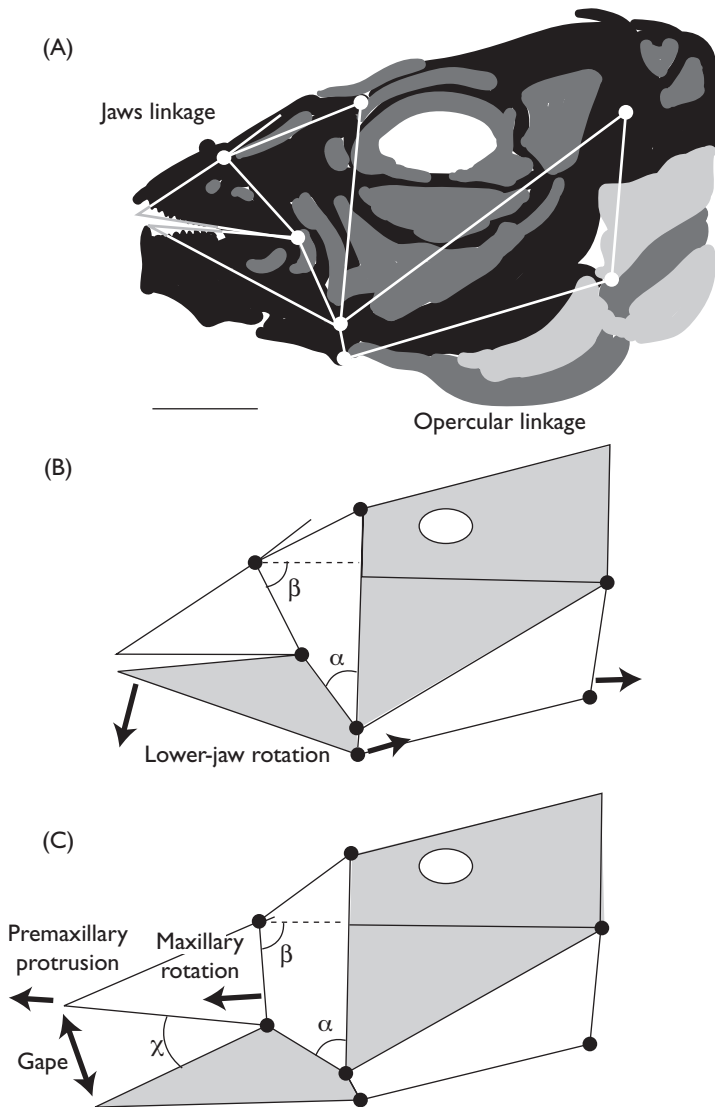 (A)
Jaws linkage
Opercular linkage
(B)
β
α
Lower-jaw rotation
(C)
Premaxillary
protrusion
Maxillary
rotation
β
α
χ
Gape